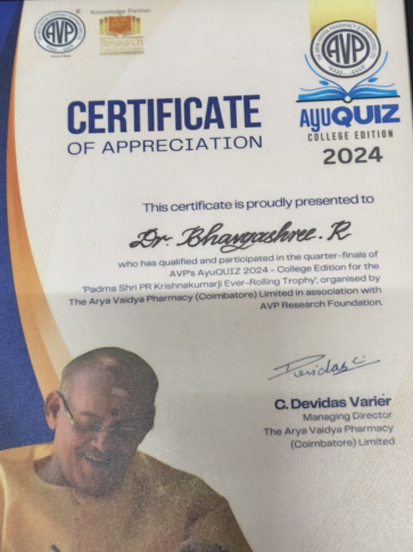 Knowledge Partner
AVP
AVP
Research
Foundation
AYUQUIZ
COLLEGE EDITION
2024
CERTIFICATE
OF APPRECIATION
This certificate is proudly presented to
Dr. Bhargashree. R
who has qualified and participated in the quarter-finals of
AVP's AyuQUIZ 2024 - College Edition for the
'Padma Shri PR Krishnakumarji Ever-Rolling Trophy', organised by
The Arya Vaidya Pharmacy (Coimbatore) Limited in association with
AVP Research Foundation.
C. Devidas Varier
Managing Director
The Arya Vaidya Pharmacy
(Coimbatore) Limited